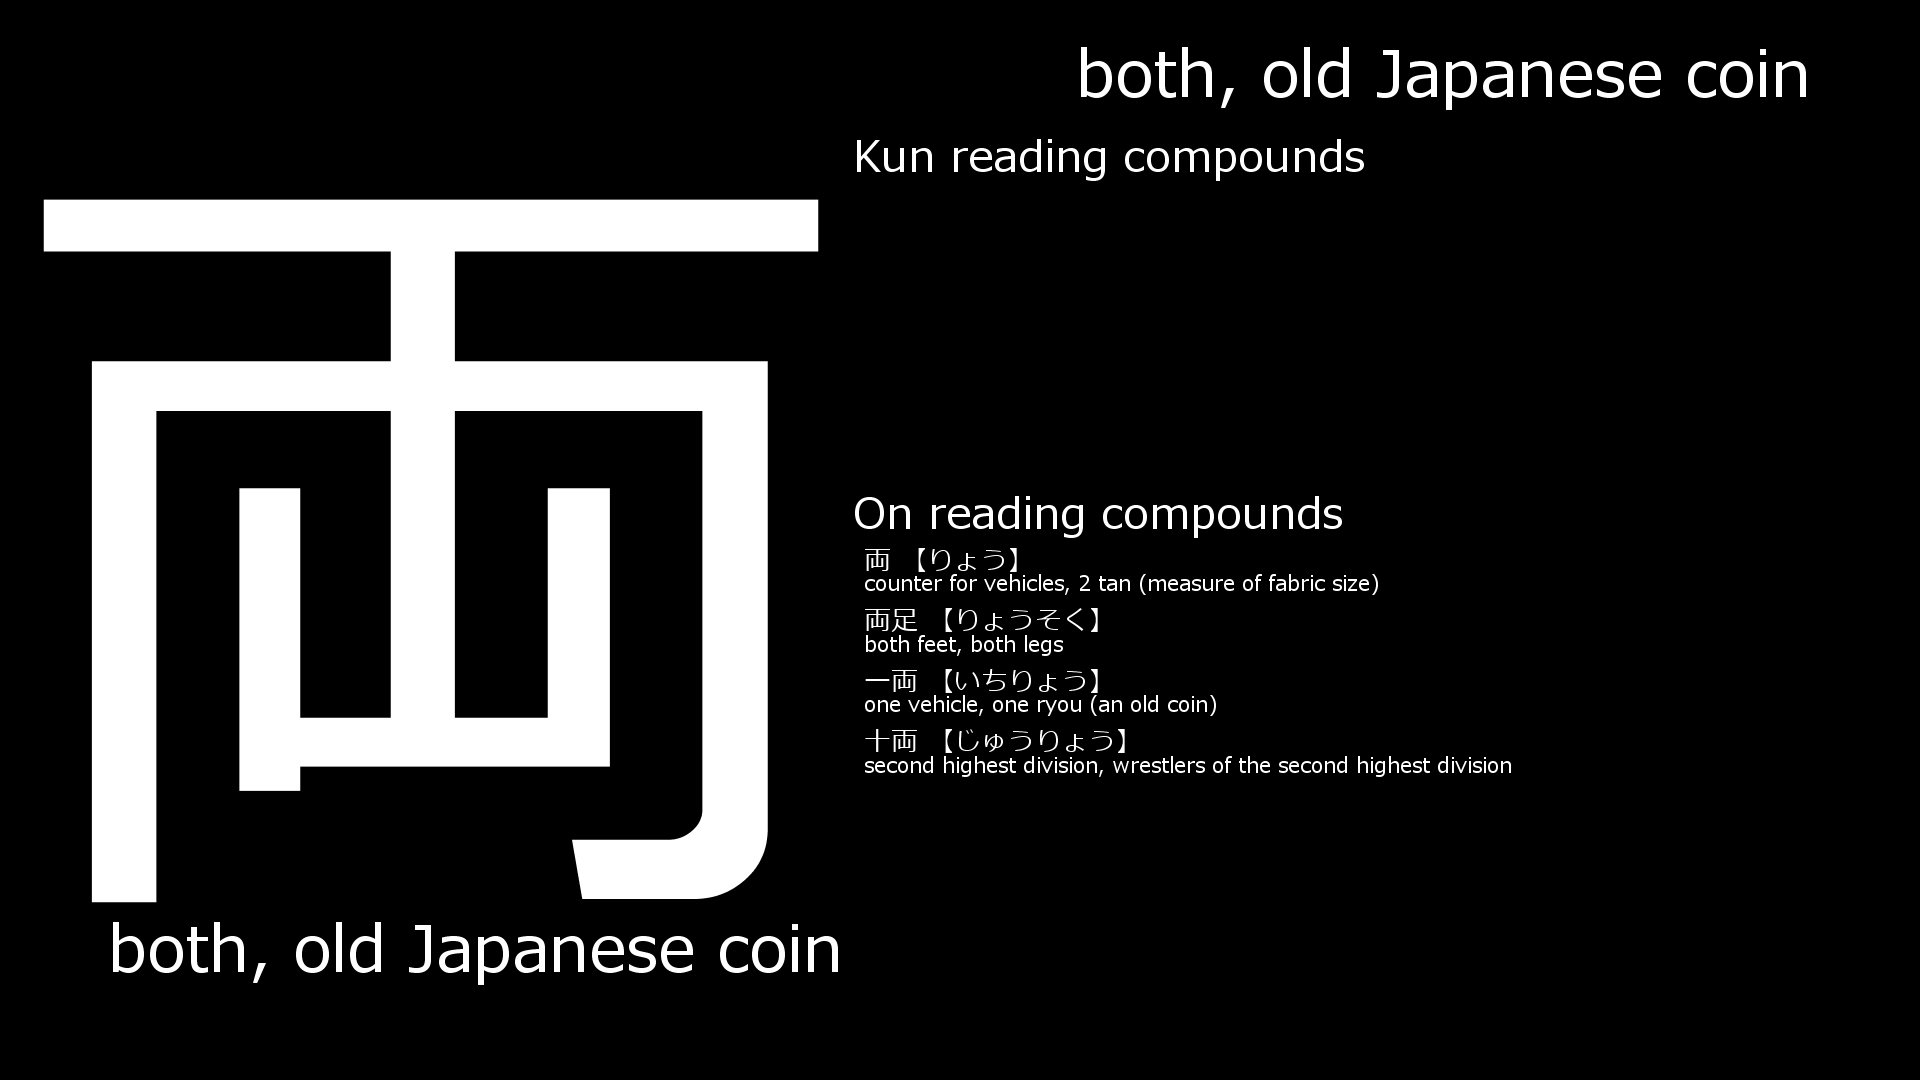 両
both, old Japanese coin
both, old Japanese coin
Kun reading compounds
On reading compounds
両 【りょう】
counter for vehicles, 2 tan (measure of fabric size)
両足 【りょうそく】
both feet, both legs
一両 【いちりょう】
one vehicle, one ryou (an old coin)
十両 【じゅうりょう】
second highest division, wrestlers of the second highest division